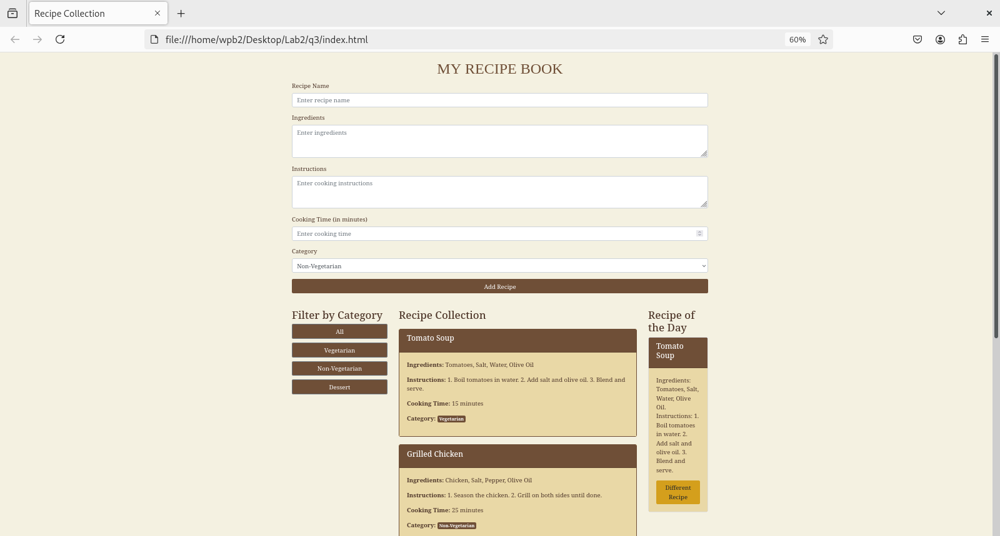 Recipe Collection
file:///home/wpb2/Desktop/Lab2/q3/index.html
60%
MY RECIPE BOOK
Recipe Name
Enter recipe name
Ingredients
Enter ingredients
Instructions
Enter cooking instructions
Cooking Time (in minutes)
Enter cooking time
Category
Non-Vegetarian
Add Recipe
Filter by Category
All
Vegetarian
Non-Vegetarian
Dessert
Recipe Collection
Tomato Soup
Ingredients: Tomatoes, Salt, Water, Olive Oil
Instructions: 1. Boil tomatoes in water. 2. Add salt and olive oil. 3. Blend and
serve.
Cooking Time: 15 minutes
Category: Vegetarian
Grilled Chicken
Ingredients: Chicken, Salt, Pepper, Olive Oil
Instructions: 1. Season the chicken. 2. Grill on both sides until done.
Cooking Time: 25 minutes
Category: Non-Vegetarian
Recipe of
the Day
Tomato
Soup
Ingredients:
Tomatoes, Salt,
Water, Olive
Oil.
Instructions: 1.
Boil tomatoes
in water. 2.
Add salt and
olive oil. 3.
Blend and
serve.
Different
Recipe